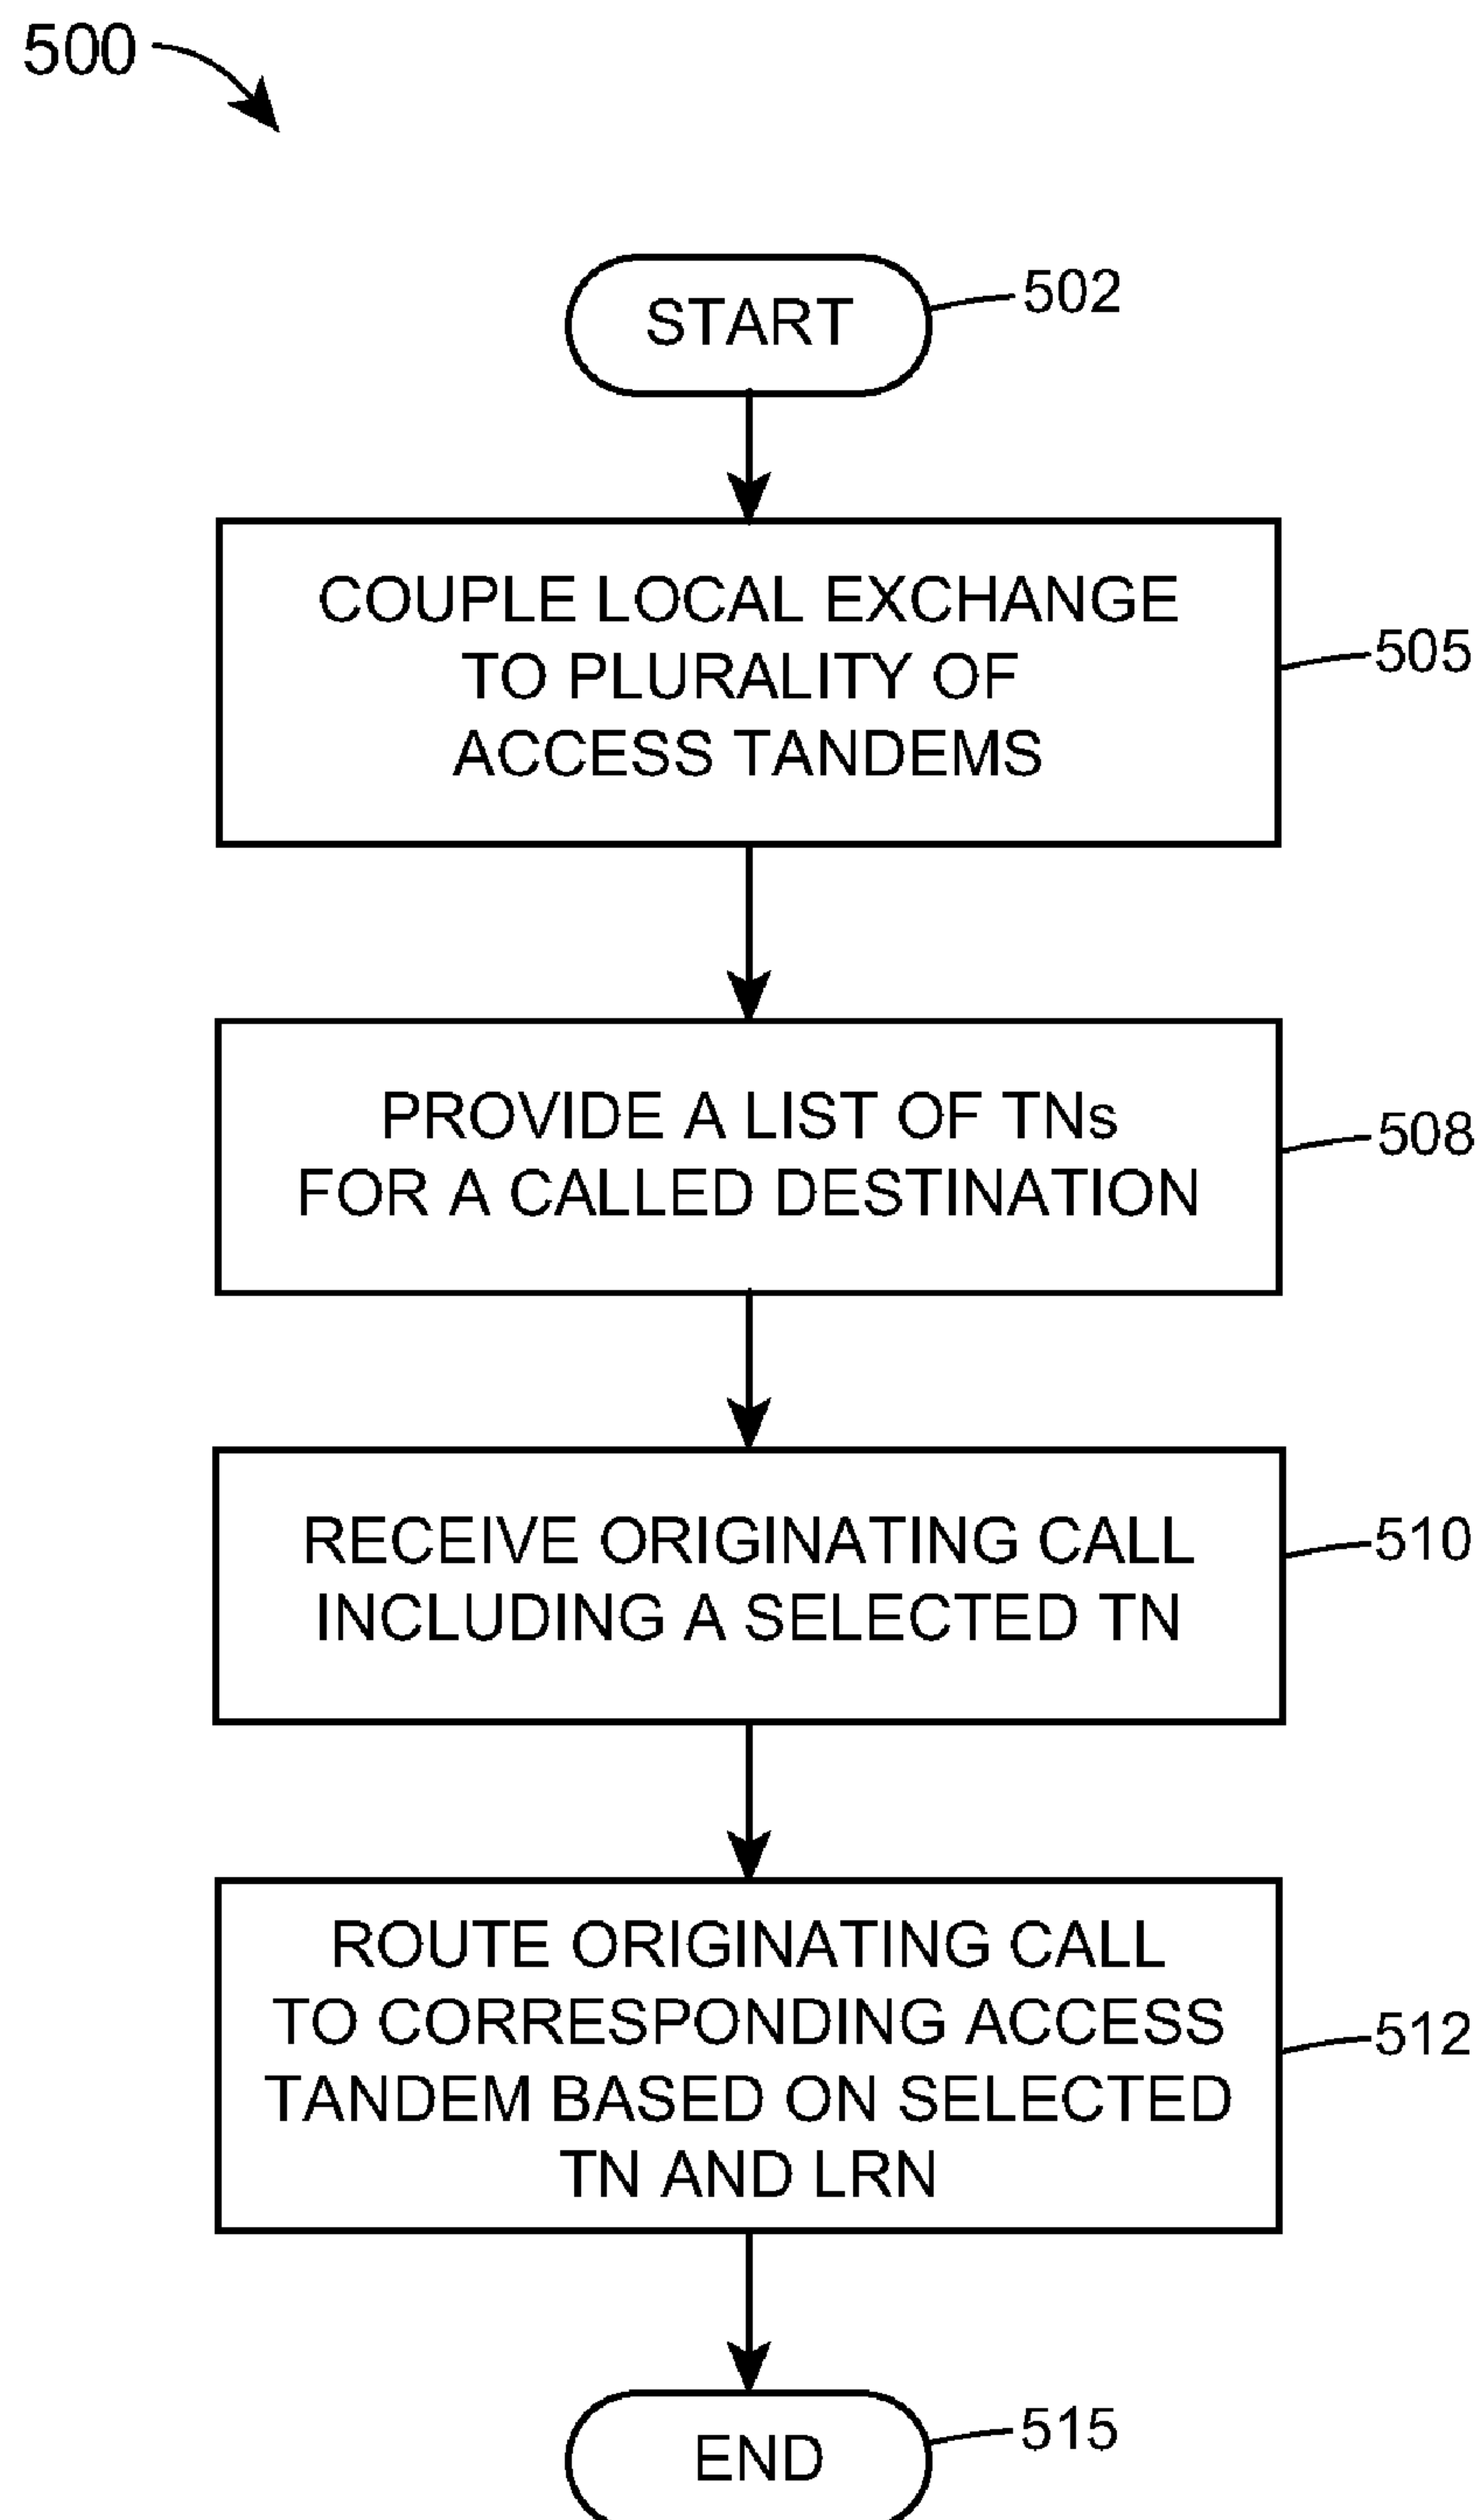 500
START
502
COUPLE LOCAL EXCHANGE
TO PLURALITY OF
ACCESS TANDEMS
505
PROVIDE A LIST OF TNs
FOR A CALLED DESTINATION
508
RECEIVE ORIGINATING CALL
INCLUDING A SELECTED TN
510
ROUTE ORIGINATING CALL
TO CORRESPONDING ACCESS
TANDEM BASED ON SELECTED
TN AND LRN
512
END
515